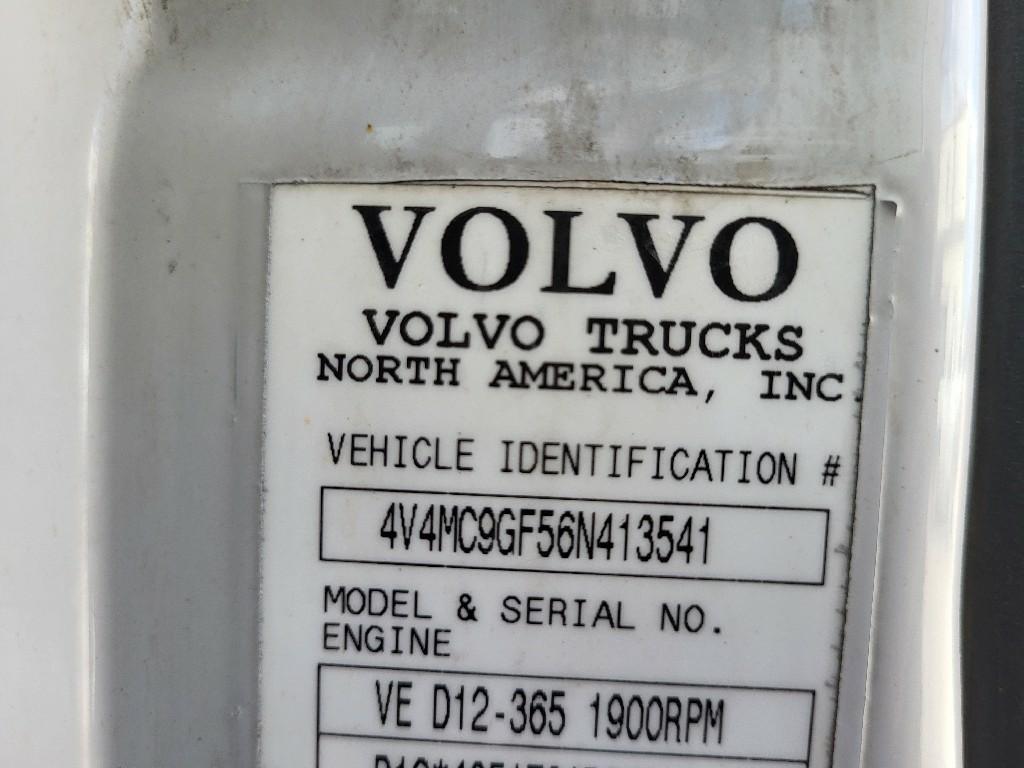 VOLVO
VOLVO TRUCKS
NORTH AMERICA, INC.
VEHICLE IDENTIFICATION #
4V4MC9GF56N413541
MODEL & SERIAL NO.
ENGINE
VE D12-365 1900RPM